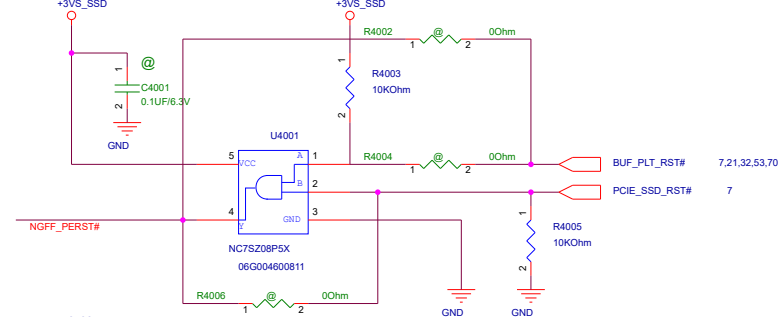 +3VS_SSD
+3VS_SSD
R4002
@
0Ohm
1
2
@
1
C4001
0.1UF/6.3V
2
GND
1
R4003
10KOhm
2
U4001
5
VCC
A
1
R4004
@
0Ohm
1
2
BUF_PLT_RST#
7,21,32,53,70
B
2
PCIE_SSD_RST#
7
4
Y
GND
3
NGFF_PERST#
1
R4005
10KOhm
2
NC7SZ08P5X
06G004600811
R4006
@
0Ohm
1
2
GND
GND